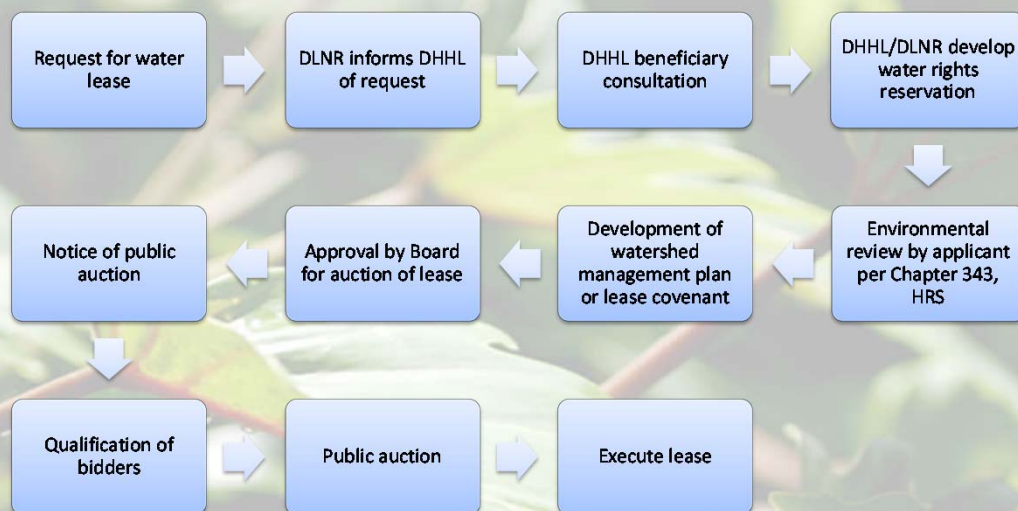 Request for water
lease
DLNR informs DHHL
of request
DHHL beneficiary
consultation
DHHL/DLNR develop
water rights
reservation
Environmental
review by applicant
per Chapter 343,
HRS
Development of
watershed
management plan
or lease covenant
Approval by Board
for auction of lease
Notice of public
auction
Qualification of
bidders
Public auction
Execute lease